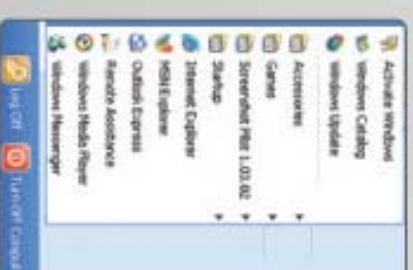 Activate Windows
Windows Catalog
Windows Update
Accessories
Games
Screenshot Pilot 1.03.02
Startup
Internet Explorer
MSN Explorer
Outlook Express
Remote Assistance
Windows Media Player
Windows Messenger
Log Off
Turn Off Comput